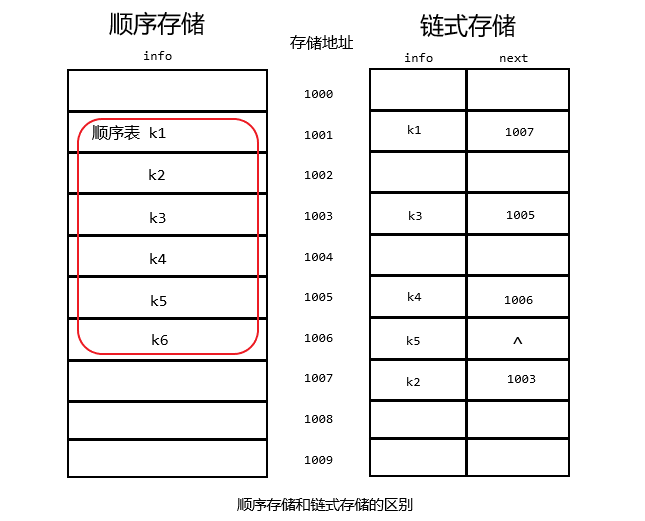 顺序存储 链式存储
存储地址
info info next
1000
顺序表 k1 1001 k1 1007
k2 1002
k3 1003 k3 1005
k4 1004
k5 1005 k4 1006
k6 1006 k5 ^
1007 k2 1003
1008
1009
顺序存储和链式存储的区别